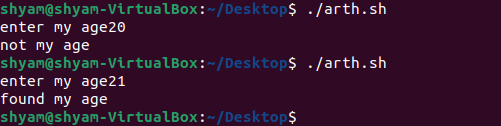 shyam@shyam-VirtualBox:~/Desktop$ ./arth.sh
enter my age20
not my age
shyam@shyam-VirtualBox:~/Desktop$ ./arth.sh
enter my age21
found my age
shyam@shyam-VirtualBox:~/Desktop$